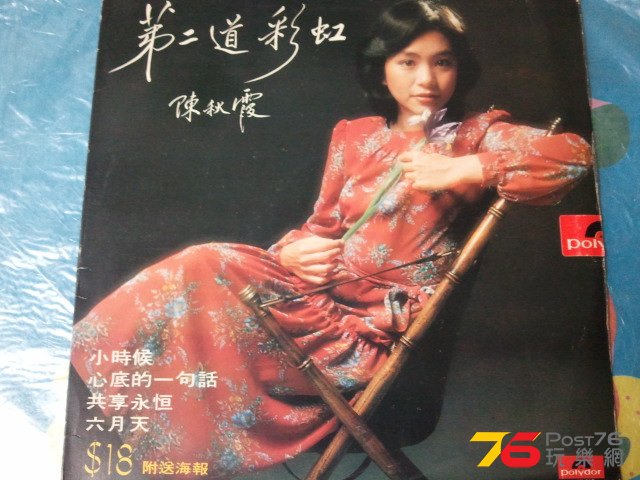 第二道彩虹
陳秋霞
小時候
心底的一句話
共享永恒
六月天
$18 附送海報
polydor
76 Post76
玩樂網